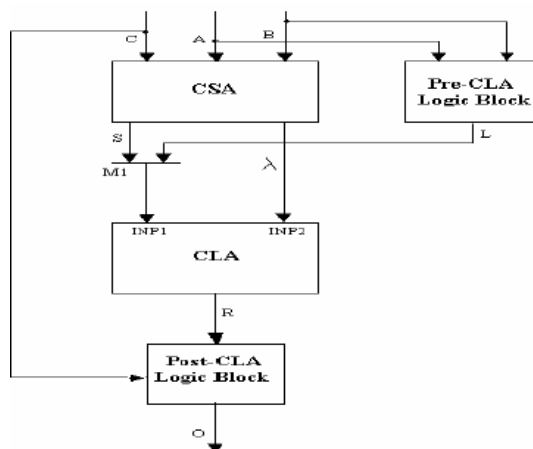 C
A
B
CSA
Pre-CLA
Logic Block
S
L
M1
λ
INP1
INP2
CLA
R
Post-CLA
Logic Block
O